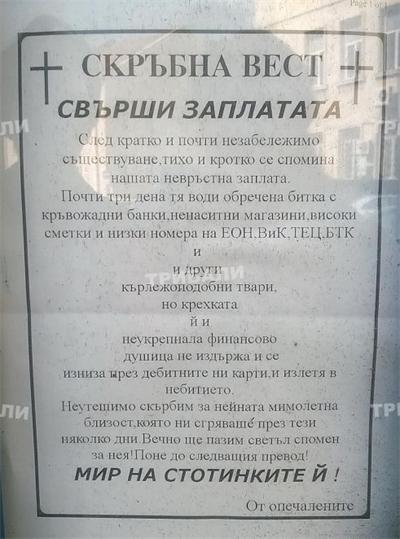 Page 1 of 1
СКРЪБНА ВЕСТ
СВЪРШИ ЗАПЛАТАТА
След кратко и почти незабележимо
съществуване,тихо и кротко се спомина
нашата невръстна заплата.
Почти три дена тя води обречена битка с
кръвожадни банки,ненаситни магазини,високи
сметки и низки номера на ЕОН,ВиК,ТЕЦ,БТК
и
и други
кърлежоподобни твари,
но крехката
й и
неукрепнала финансово
душица не издържа и се
изниза през дебитните ни карти,и излетя в
небитието.
Неутешимо скърбим за нейната мимолетна
близост,която ни сгряваше през тези
няколко дни.Вечно ще пазим светъл спомен
за нея!Поне до следващия превод!
МИР НА СТОТИНКИТЕ Й !
От опечалените
ТРИБАЛИ